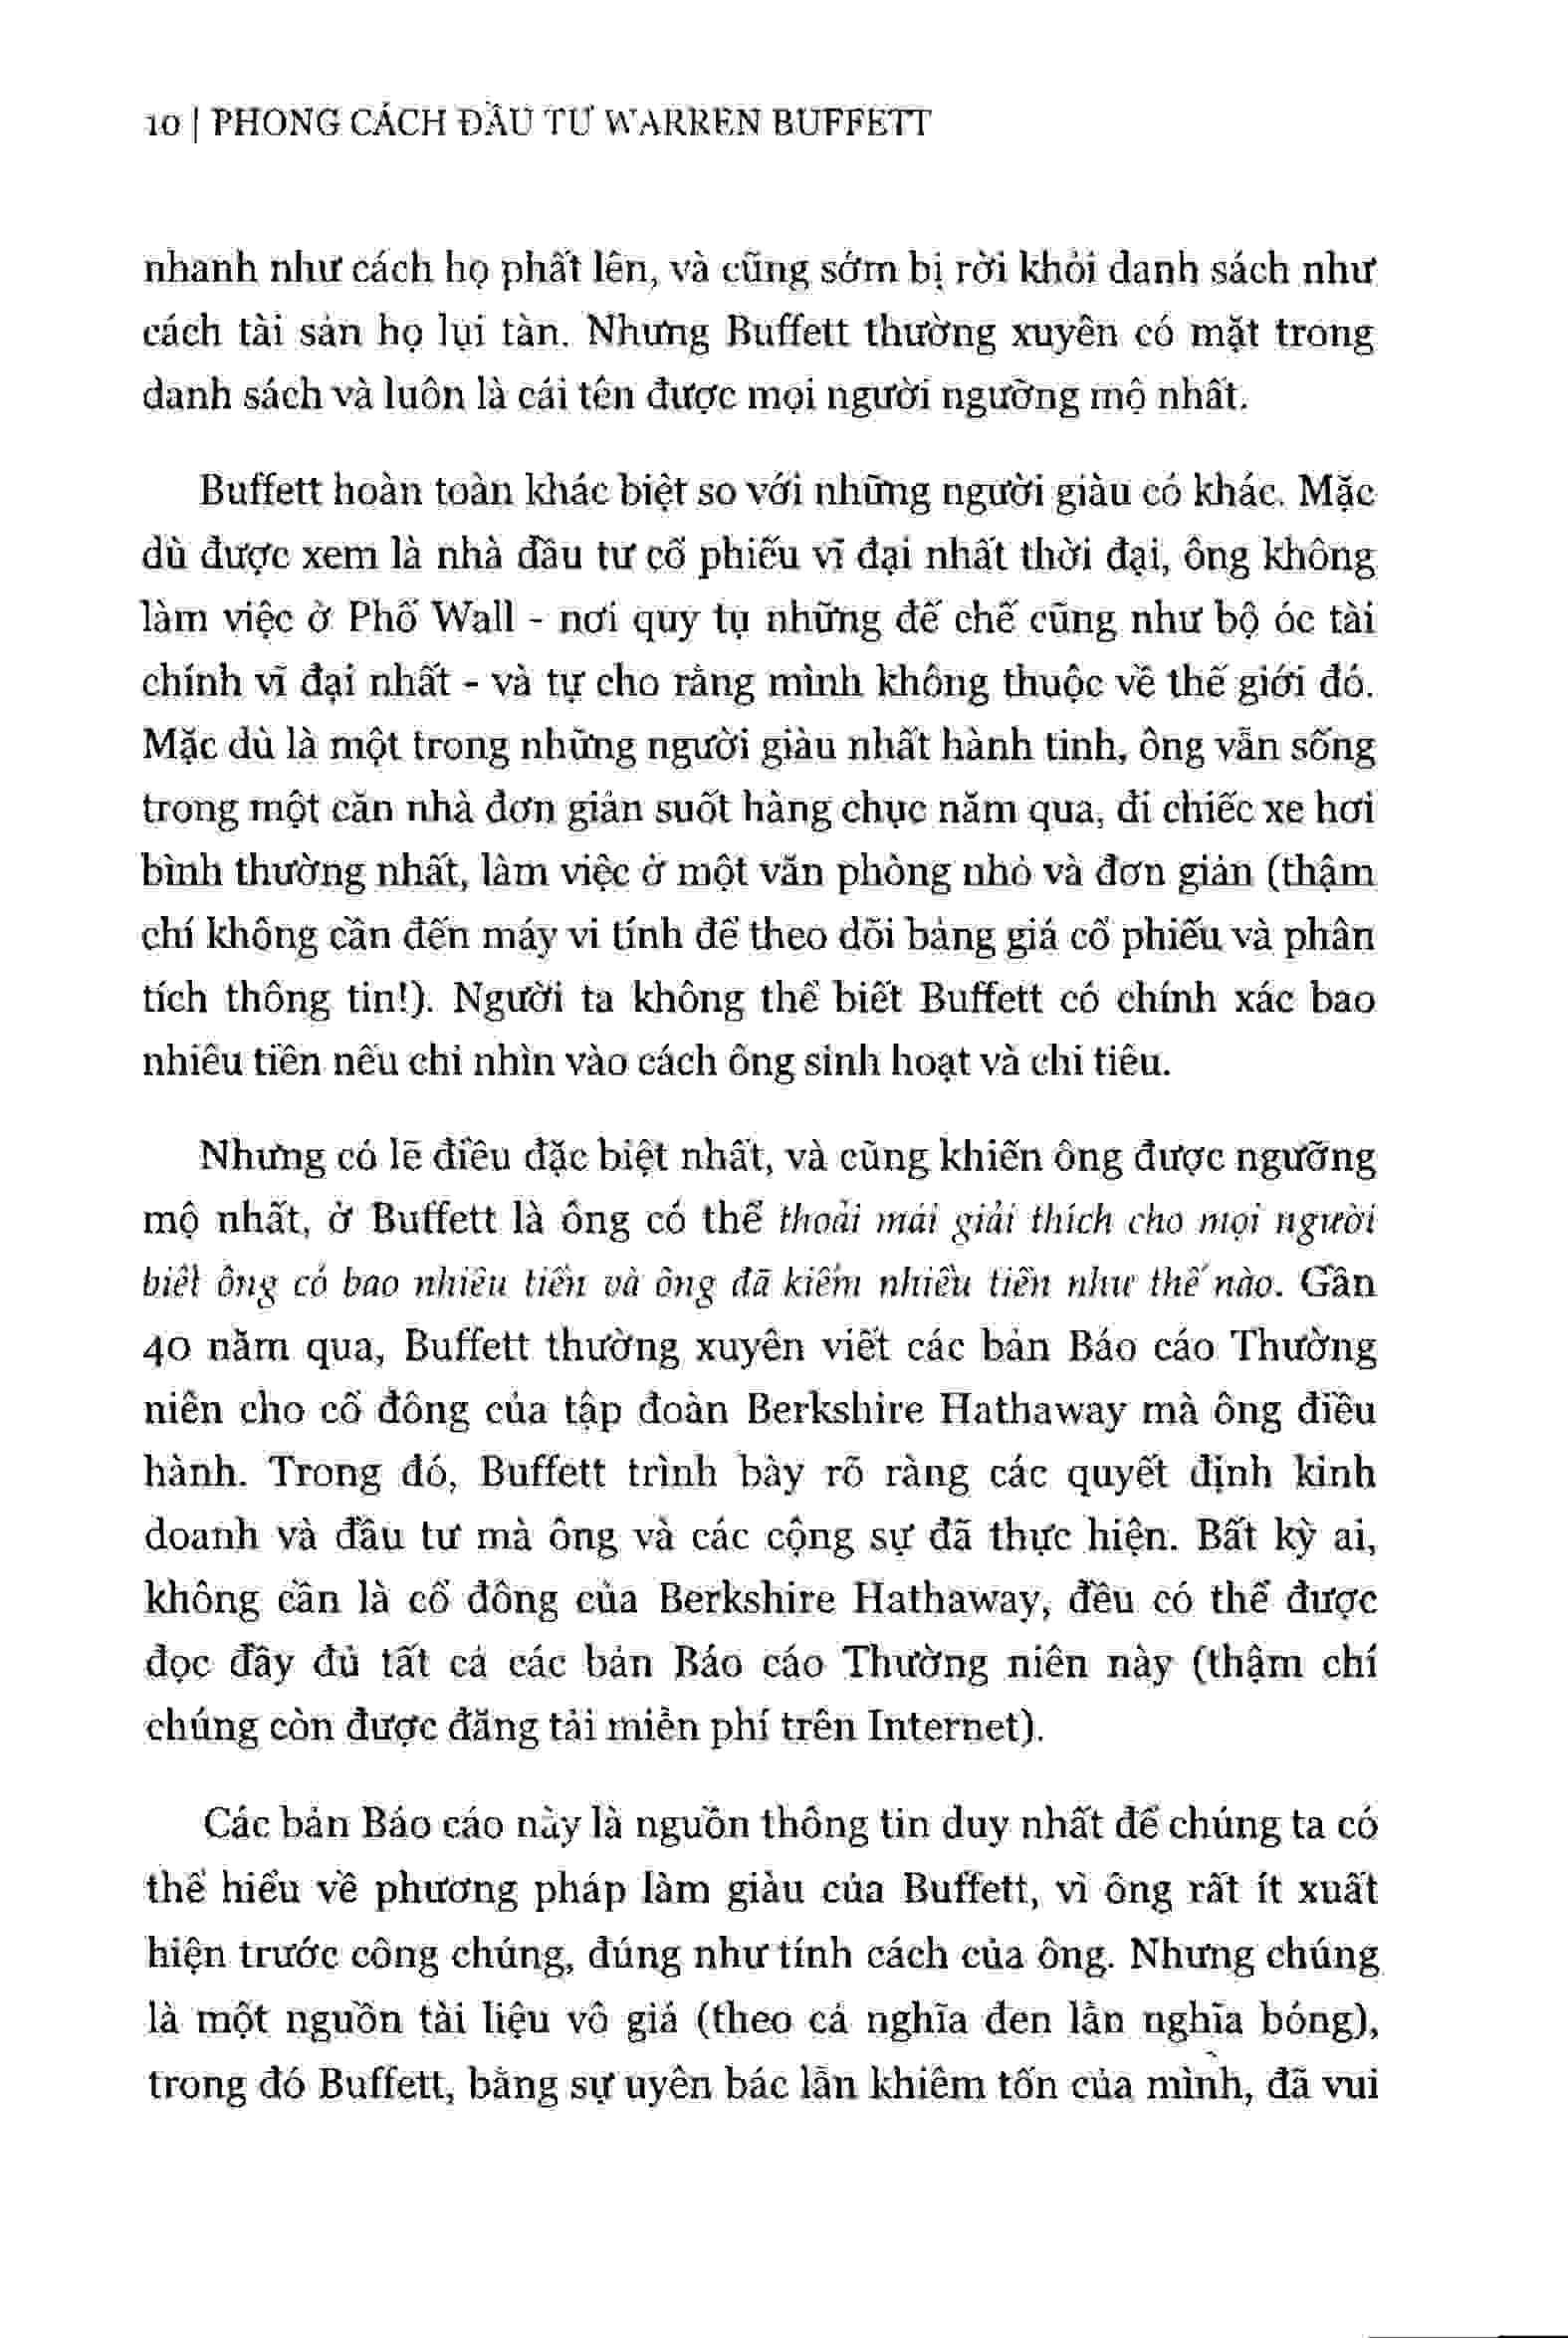 10 | PHONG CÁCH ĐẦU TƯ WARREN BUFFETT
nhanh như cách họ phất lên, và cũng sớm bị rời khỏi danh sách như
cách tài sản họ lụi tàn. Nhưng Buffett thường xuyên có mặt trong
danh sách và luôn là cái tên được mọi người ngưỡng mộ nhất.
Buffett hoàn toàn khác biệt so với những người giàu có khác. Mặc
dù được xem là nhà đầu tư cổ phiếu vĩ đại nhất thời đại, ông không
làm việc ở Phố Wall - nơi quy tụ những đế chế cũng như bộ óc tài
chính vĩ đại nhất - và tự cho rằng mình không thuộc về thế giới đó.
Mặc dù là một trong những người giàu nhất hành tinh, ông vẫn sống
trong một căn nhà đơn giản suốt hàng chục năm qua, đi chiếc xe hơi
bình thường nhất, làm việc ở một văn phòng nhỏ và đơn giản (thậm
chí không cần đến máy vi tính để theo dõi bảng giá cổ phiếu và phân
tích thông tin!). Người ta không thể biết Buffett có chính xác bao
nhiêu tiền nếu chỉ nhìn vào cách ông sinh hoạt và chi tiêu.
Nhưng có lẽ điều đặc biệt nhất, và cũng khiến ông được ngưỡng
mộ nhất, ở Buffett là ông có thể thoải mái giải thích cho mọi người
biết ông có bao nhiêu tiền và ông đã kiếm nhiều tiền như thế nào. Gần
40 năm qua, Buffett thường xuyên viết các bản Báo cáo Thường
niên cho cổ đông của tập đoàn Berkshire Hathaway mà ông điều
hành. Trong đó, Buffett trình bày rõ ràng các quyết định kinh
doanh và đầu tư mà ông và các cộng sự đã thực hiện. Bất kỳ ai,
không cần là cổ đông của Berkshire Hathaway, đều có thể được
đọc đầy đủ tất cả các bản Báo cáo Thường niên này (thậm chí
chúng còn được đăng tải miễn phí trên Internet).
Các bản Báo cáo này là nguồn thông tin duy nhất để chúng ta có
thể hiểu về phương pháp làm giàu của Buffett, vì ông rất ít xuất
hiện trước công chúng, đúng như tính cách của ông. Nhưng chúng
là một nguồn tài liệu vô giá (theo cả nghĩa đen lẫn nghĩa bóng),
trong đó Buffett, bằng sự uyên bác lẫn khiêm tốn của mình, đã vui